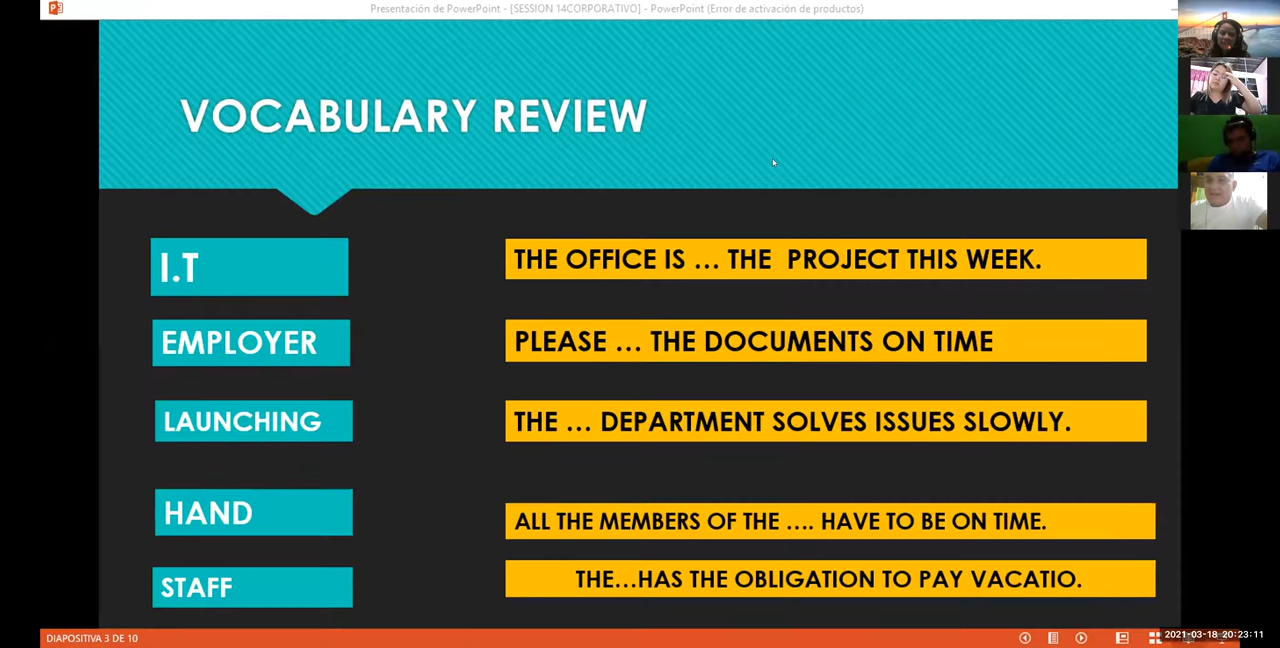 Presentación de PowerPoint - [SESSION 14CORPORATIVO] - PowerPoint (Error de activación de productos)
VOCABULARY REVIEW
I.T
THE OFFICE IS … THE PROJECT THIS WEEK.
EMPLOYER
PLEASE … THE DOCUMENTS ON TIME
LAUNCHING
THE … DEPARTMENT SOLVES ISSUES SLOWLY.
HAND
ALL THE MEMBERS OF THE …. HAVE TO BE ON TIME.
STAFF
THE…HAS THE OBLIGATION TO PAY VACATIO.
DIAPOSITIVA 3 DE 10
2021-03-18 20:23:11